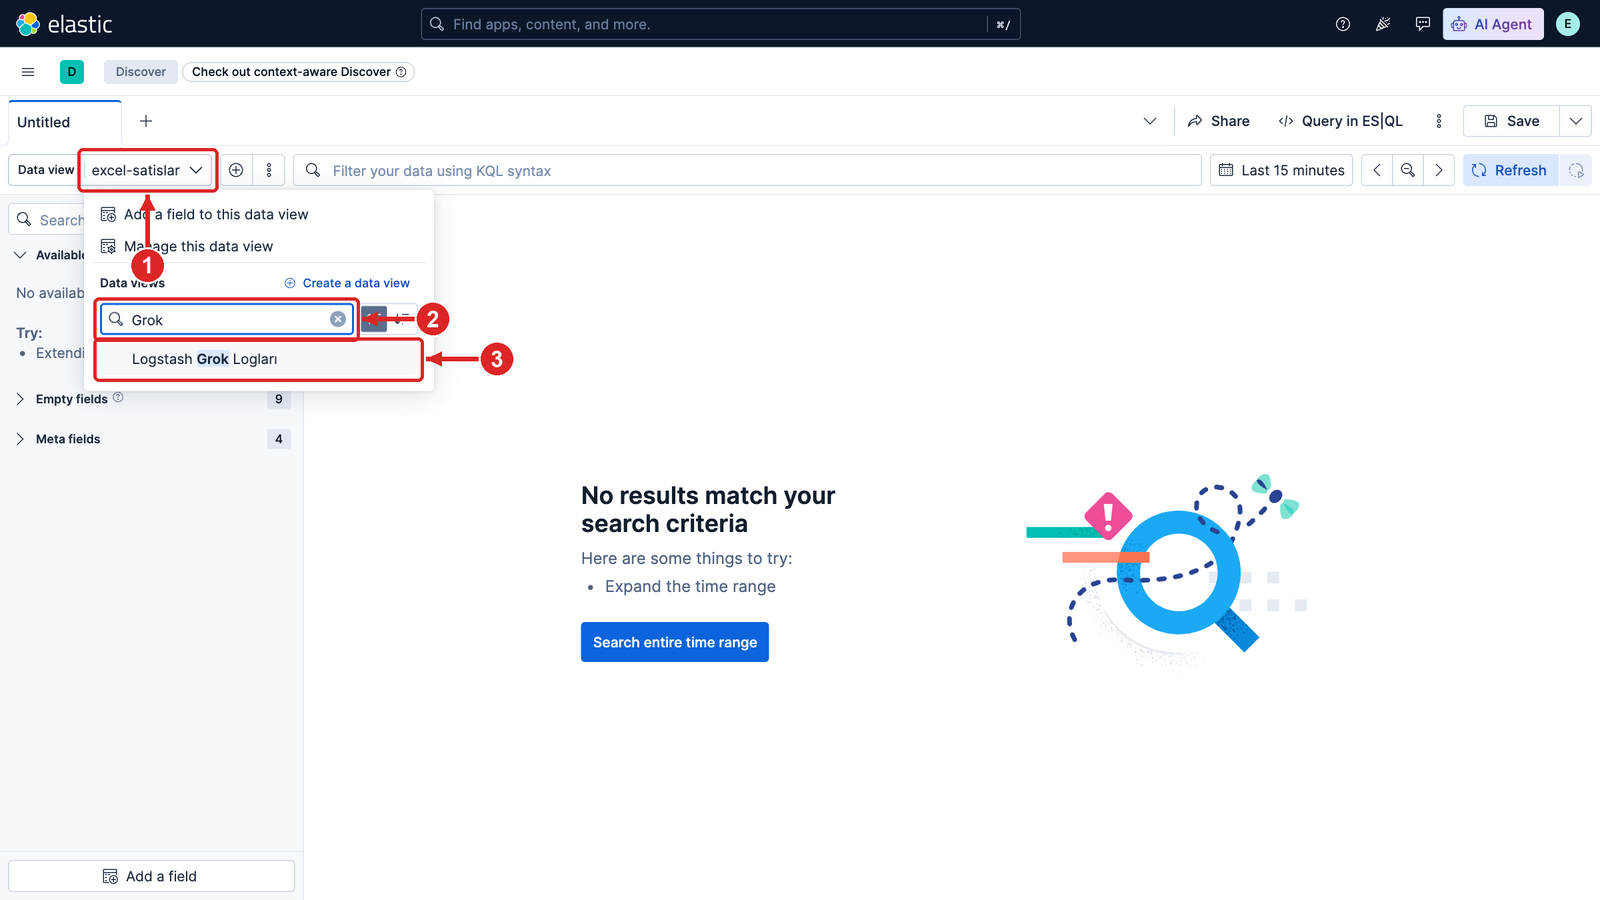 elastic
Find apps, content, and more.
⌘/
AI Agent
E
D
Discover
Check out context-aware Discover
Untitled
Share
Query in ES|QL
Save
Data view
excel-satislar
Filter your data using KQL syntax
Last 15 minutes
Refresh
Search
Add a field to this data view
Manage this data view
1
Available
No availab
Data views
Create a data view
Grok
2
Try:
Extendi
Logstash Grok Logları
3
Empty fields
9
Meta fields
4
No results match your
search criteria
Here are some things to try:
Expand the time range
Search entire time range
Add a field